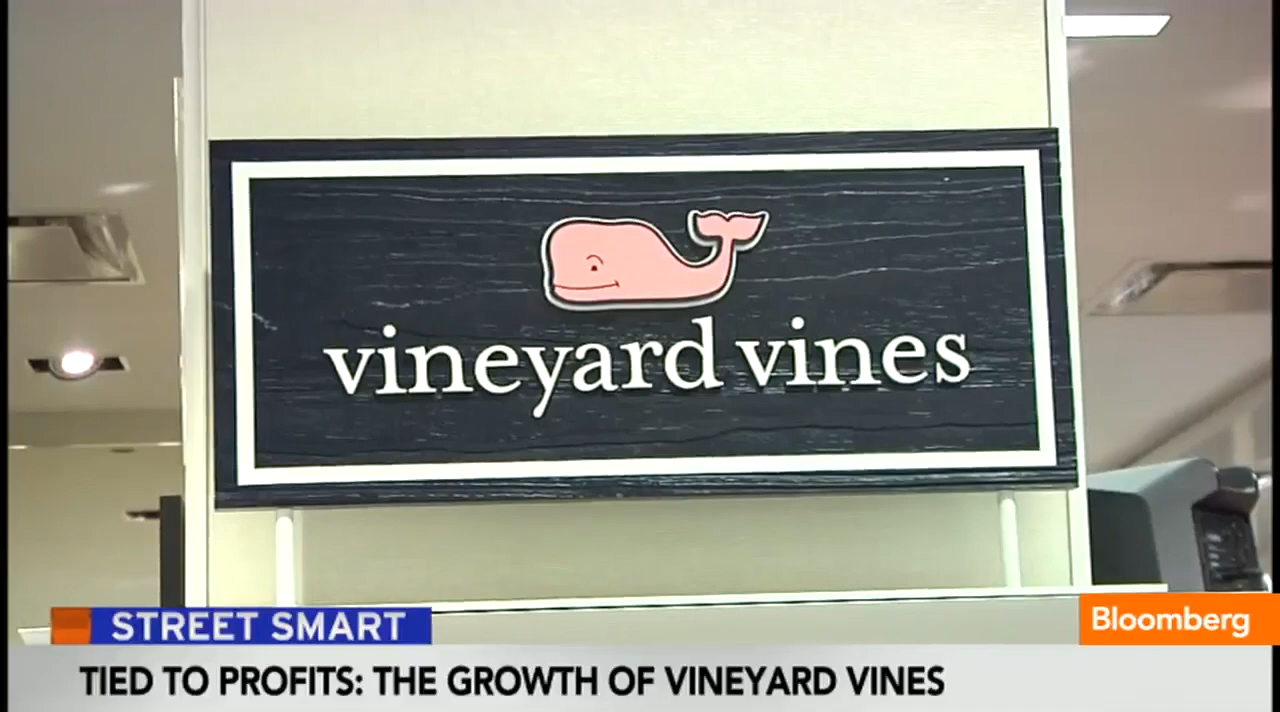 vineyard vines
STREET SMART
Bloomberg
TIED TO PROFITS: THE GROWTH OF VINEYARD VINES